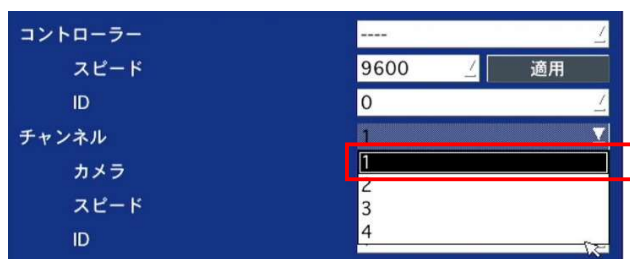 コントローラー ----
スピード 9600 適用
ID 0
チャンネル 1
1
カメラ
2
スピード 3
ID 4